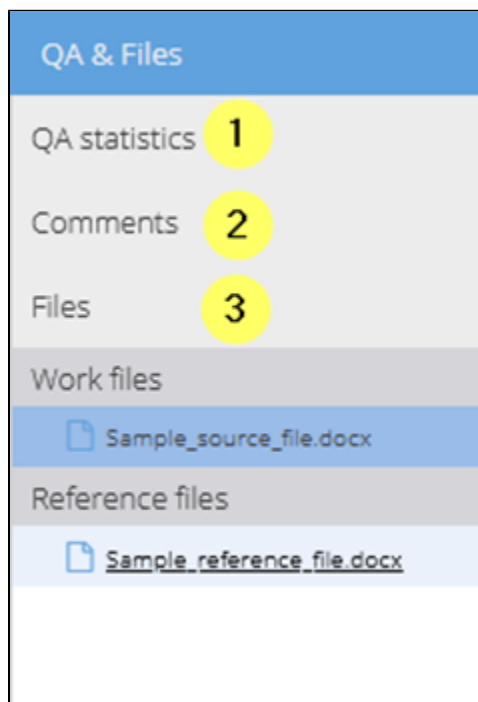 QA & Files
QA statistics 1
Comments 2
Files 3
Work files
Sample_source_file.docx
Reference files
Sample_reference_file.docx